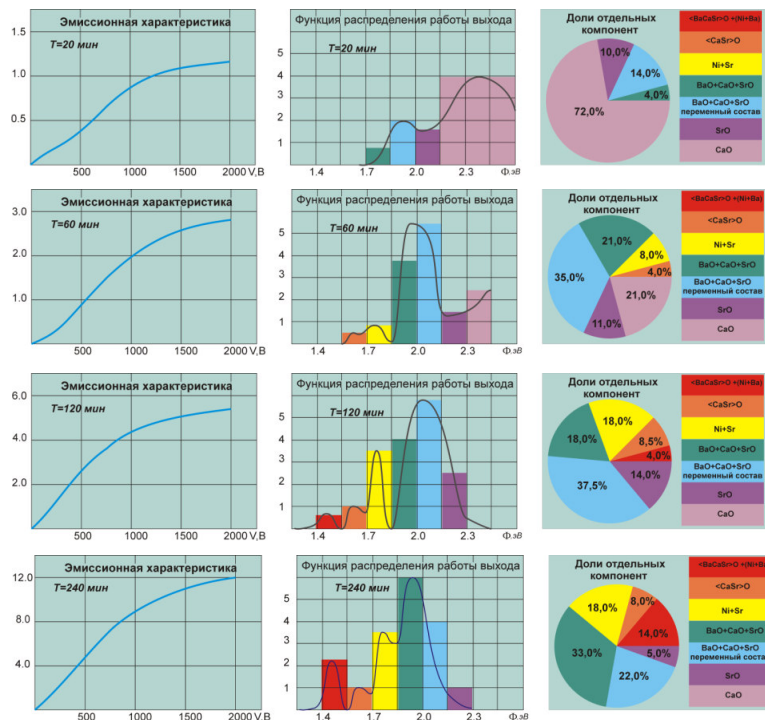 Эмиссионная характеристика
T=20 мин
1.5
1.0
0.5
500 1000 1500 2000 V,В
Функция распределения работы выхода
T=20 мин
5
4
3
2
1
1.4 1.7 2.0 2.3 Ф.эВ
Доли отдельных
компонент
10,0%
14,0%
4,0%
72,0%
<BaCaSr>O +(Ni+Ba)
<CaSr>O
Ni+Sr
BaO+CaO+SrO
BaO+CaO+SrO
переменный состав
SrO
CaO
Эмиссионная характеристика
T=60 мин
3.0
2.0
1.0
500 1000 1500 2000 V,В
Функция распределения работы выхода
T=60 мин
5
4
3
2
1
1.4 1.7 2.0 2.3 Ф.эВ
Доли отдельных
компонент
21,0%
8,0%
4,0%
35,0%
21,0%
11,0%
<BaCaSr>O +(Ni+Ba)
<CaSr>O
Ni+Sr
BaO+CaO+SrO
BaO+CaO+SrO
переменный состав
SrO
CaO
Эмиссионная характеристика
T=120 мин
6.0
4.0
2.0
500 1000 1500 2000 V,В
Функция распределения работы выхода
T=120 мин
5
4
3
2
1
1.4 1.7 2.0 2.3 Ф.эВ
Доли отдельных
компонент
18,0%
18,0%
8,5%
4,0%
14,0%
37,5%
<BaCaSr>O +(Ni+Ba)
<CaSr>O
Ni+Sr
BaO+CaO+SrO
BaO+CaO+SrO
переменный состав
SrO
CaO
Эмиссионная характеристика
T=240 мин
12.0
8.0
4.0
500 1000 1500 2000 V,В
Функция распределения работы выхода
T=240 мин
5
4
3
2
1
1.4 1.7 2.0 2.3 Ф.эВ
Доли отдельных
компонент
18,0%
8,0%
14,0%
5,0%
33,0%
22,0%
<BaCaSr>O +(Ni+Ba
<CaSr>O
Ni+Sr
BaO+CaO+SrO
BaO+CaO+SrO
переменный соста
SrO
CaO